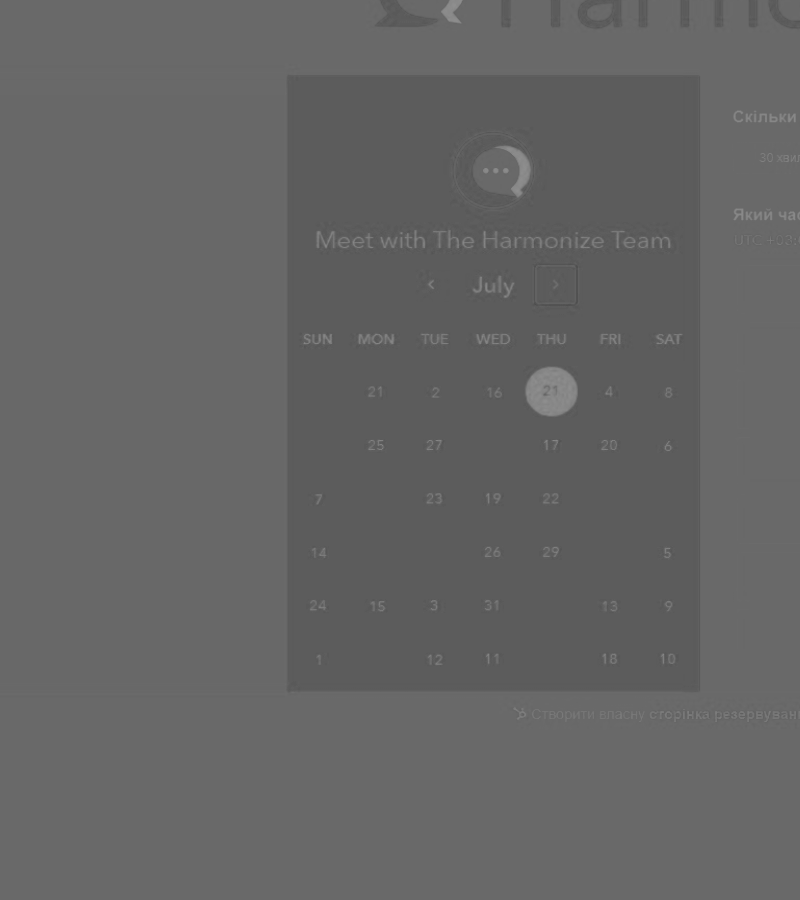 Harmo
Скільки
30 хвил
Який час
UTC +03:0
Meet with The Harmonize Team
July
SUN MON TUE WED THU FRI SAT
21 2 16 21 4 8
25 27 17 20 6
7 23 19 22
14 26 29 5
24 15 3 31 13 9
1 12 11 18 10
Створити власну сторінка резервуван